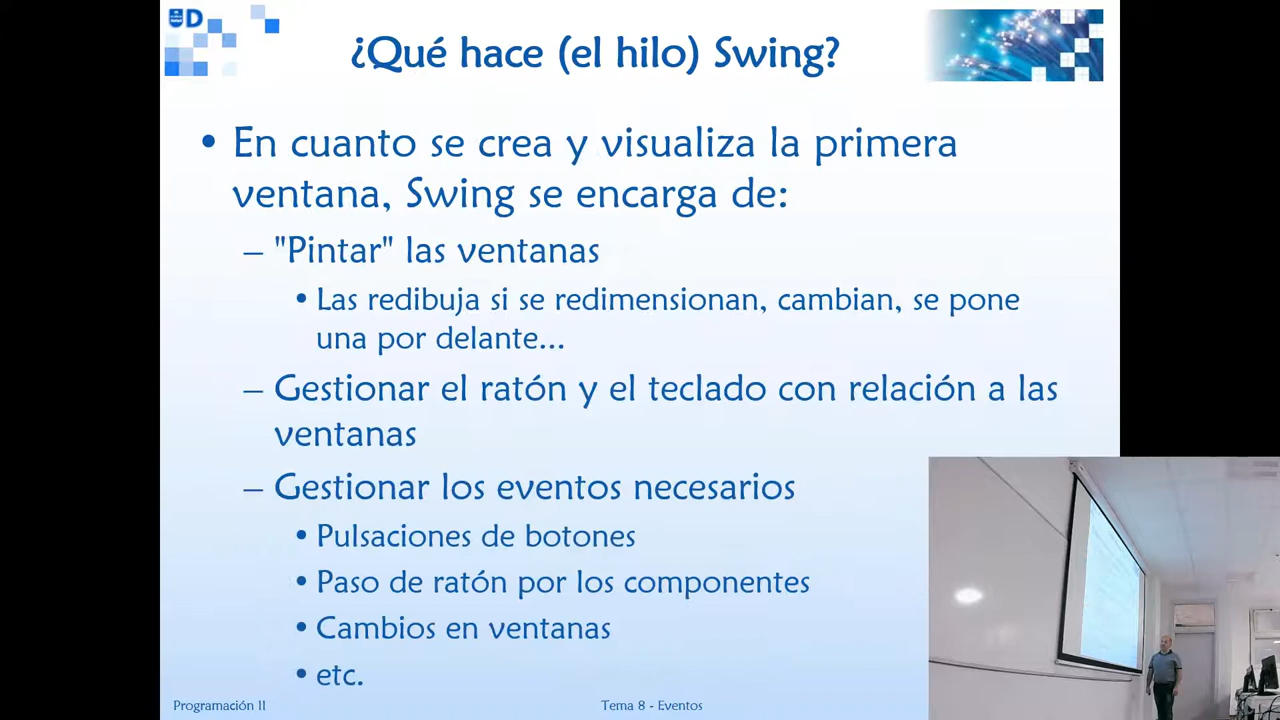 D
¿Qué hace (el hilo) Swing?
• En cuanto se crea y visualiza la primera
ventana, Swing se encarga de:
– "Pintar" las ventanas
• Las redibuja si se redimensionan, cambian, se pone
una por delante...
– Gestionar el ratón y el teclado con relación a las
ventanas
– Gestionar los eventos necesarios
• Pulsaciones de botones
• Paso de ratón por los componentes
• Cambios en ventanas
• etc.
Programación II
Tema 8 - Eventos